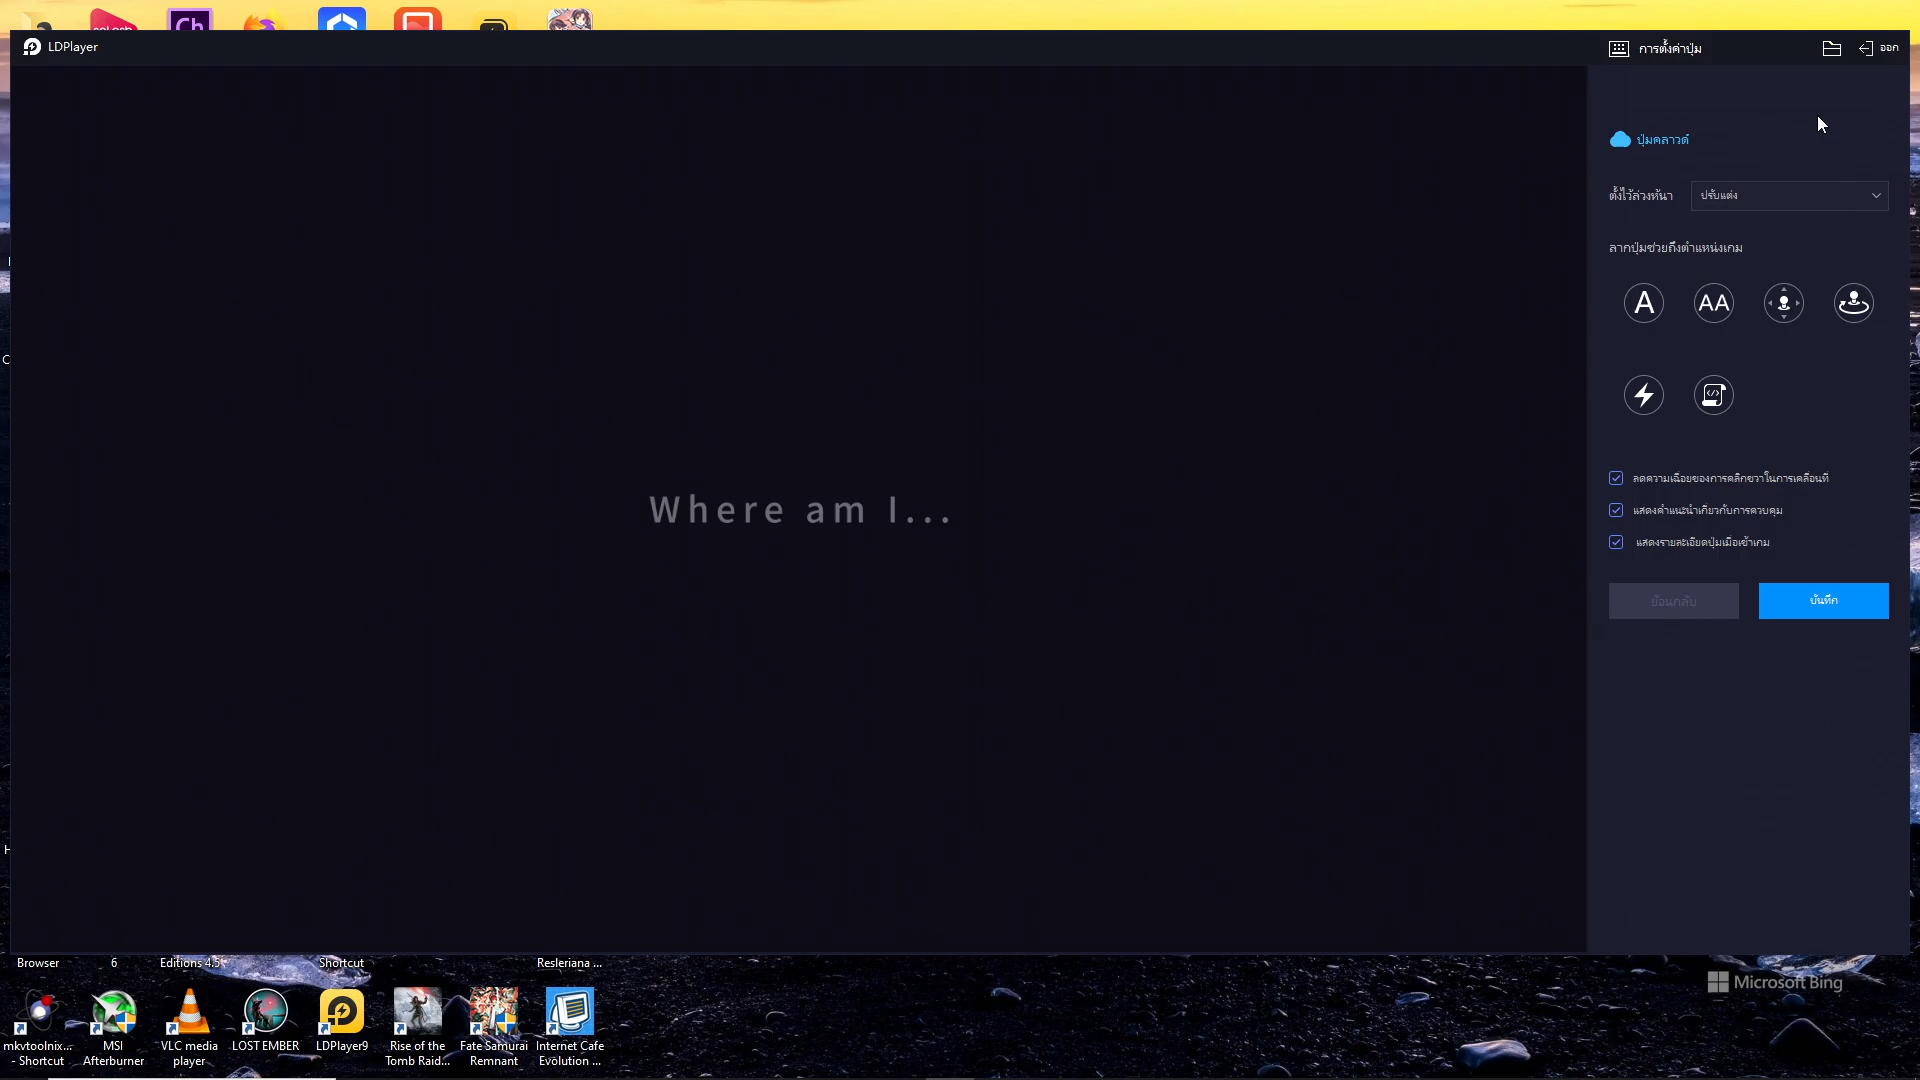 Ch
LDPlayer
การตั้งค่าปุ่ม
ออก
ปุ่มคลาวด์
ตั้งไว้ล่วงหน้า
ปรับแต่ง
ลากปุ่มช่วยถึงตำแหน่งเกม
A
AA
Where am I...
ลดความเฉื่อยของการคลิกขวาในการเคลื่อนที่
แสดงคำแนะนำเกี่ยวกับการควบคุม
แสดงรายละเอียดปุ่มเมื่อเข้าเกม
ย้อนกลับ
บันทึก
Browser
6
Editions 4.5
Shortcut
Resleriana ...
Microsoft Bing
mkvtoolnix...
- Shortcut
MSI
Afterburner
VLC media
player
LOST EMBER
LDPlayer9
Rise of the
Tomb Raid...
Fate Samurai
Remnant
Internet Cafe
Evolution ...